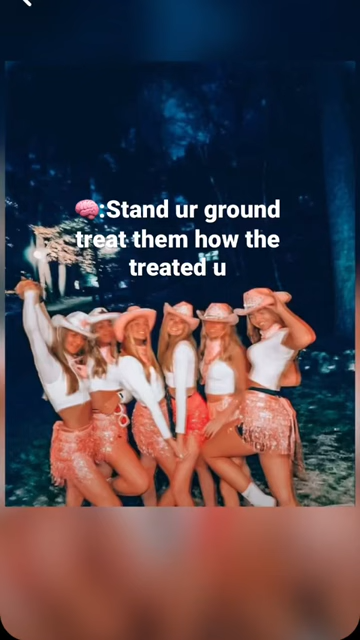 🧠:Stand ur ground
treat them how the
treated u